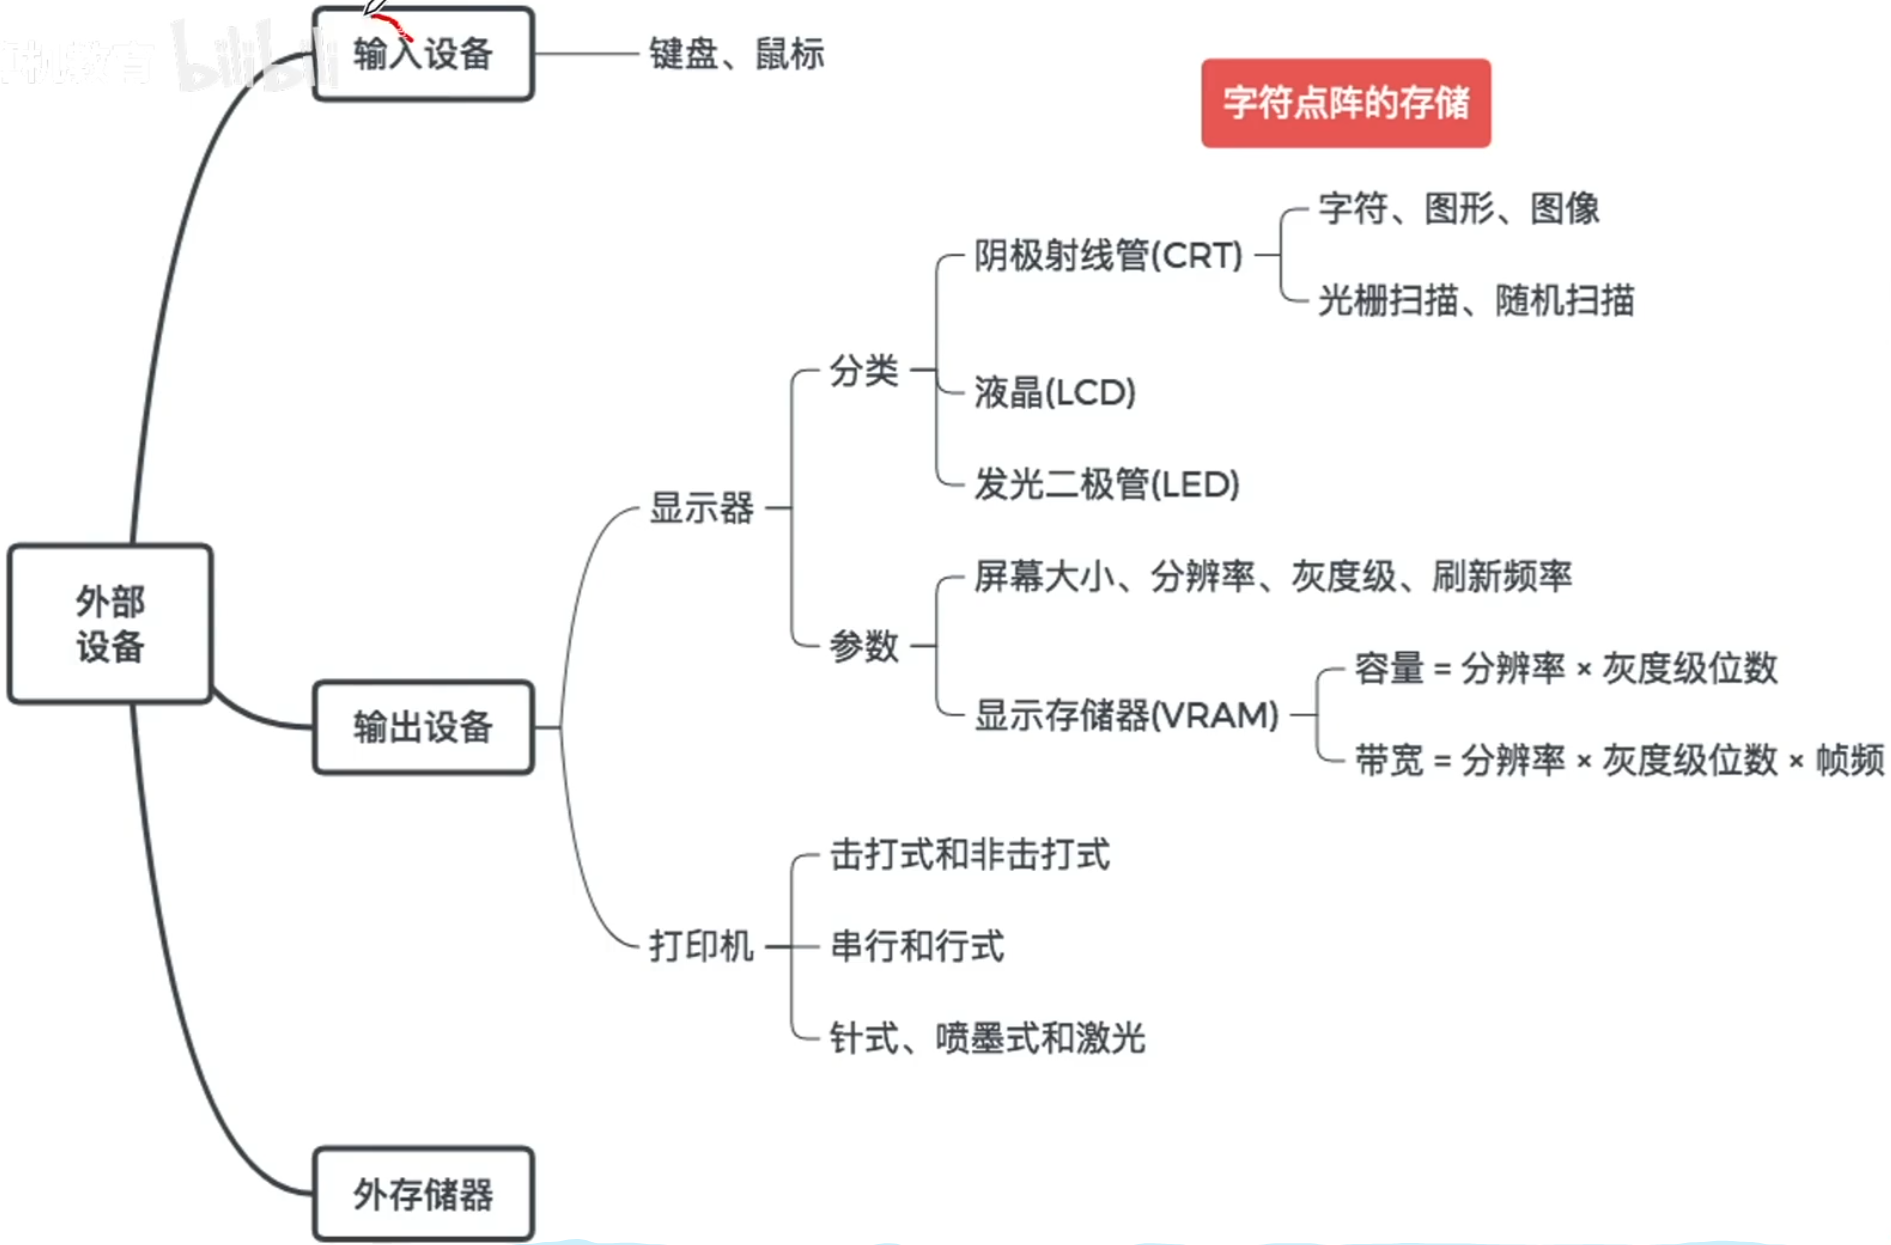 bilibili
输入设备
键盘、鼠标
字符点阵的存储
字符、图形、图像
阴极射线管(CRT)
光栅扫描、随机扫描
分类
液晶(LCD)
发光二极管(LED)
显示器
屏幕大小、分辨率、灰度级、刷新频率
外部
设备
参数
容量 = 分辨率 × 灰度级位数
显示存储器(VRAM)
输出设备
带宽 = 分辨率 × 灰度级位数 × 帧频
击打式和非击打式
打印机
串行和行式
针式、喷墨式和激光
外存储器